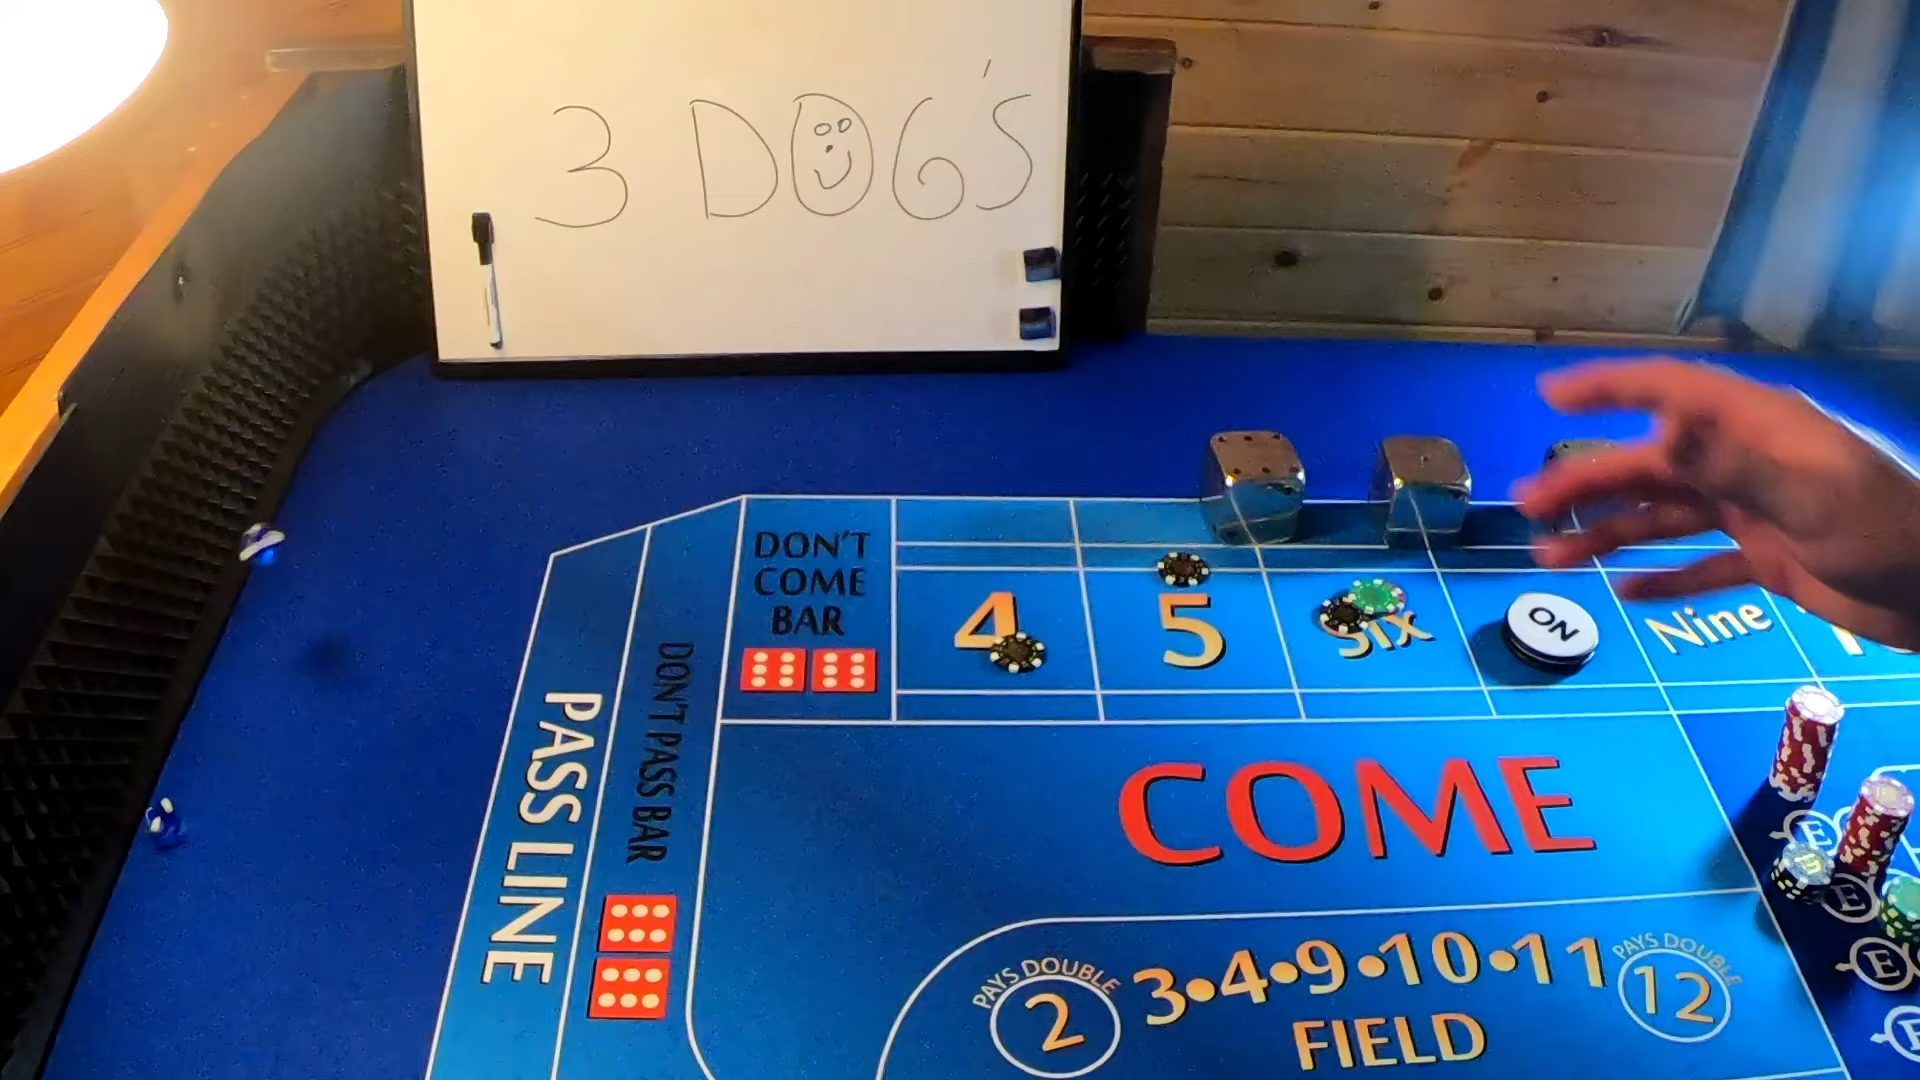 3 DOG'S
DON'T
COME
BAR
4
5
SIX
ON
Nine
PASS LINE
DON'T PASS BAR
COME
E
E
E
E
PAYS DOUBLE
2
3•4•9•10•11
PAYS DOUBLE
12
FIELD